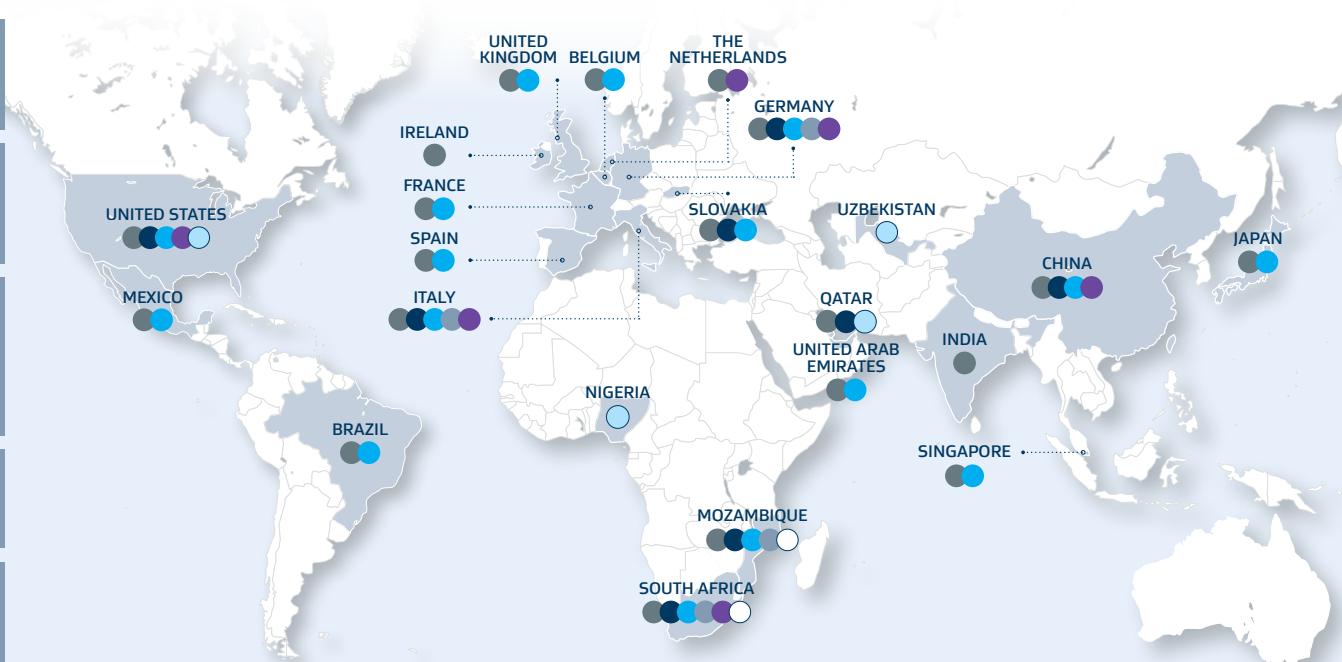 UNITED
KINGDOM
BELGIUM
THE
NETHERLANDS
GERMANY
IRELAND
FRANCE
UNITED STATES
SLOVAKIA
UZBEKISTAN
SPAIN
JAPAN
CHINA
MEXICO
ITALY
QATAR
INDIA
UNITED ARAB
EMIRATES
NIGERIA
BRAZIL
SINGAPORE
MOZAMBIQUE
SOUTH AFRICA